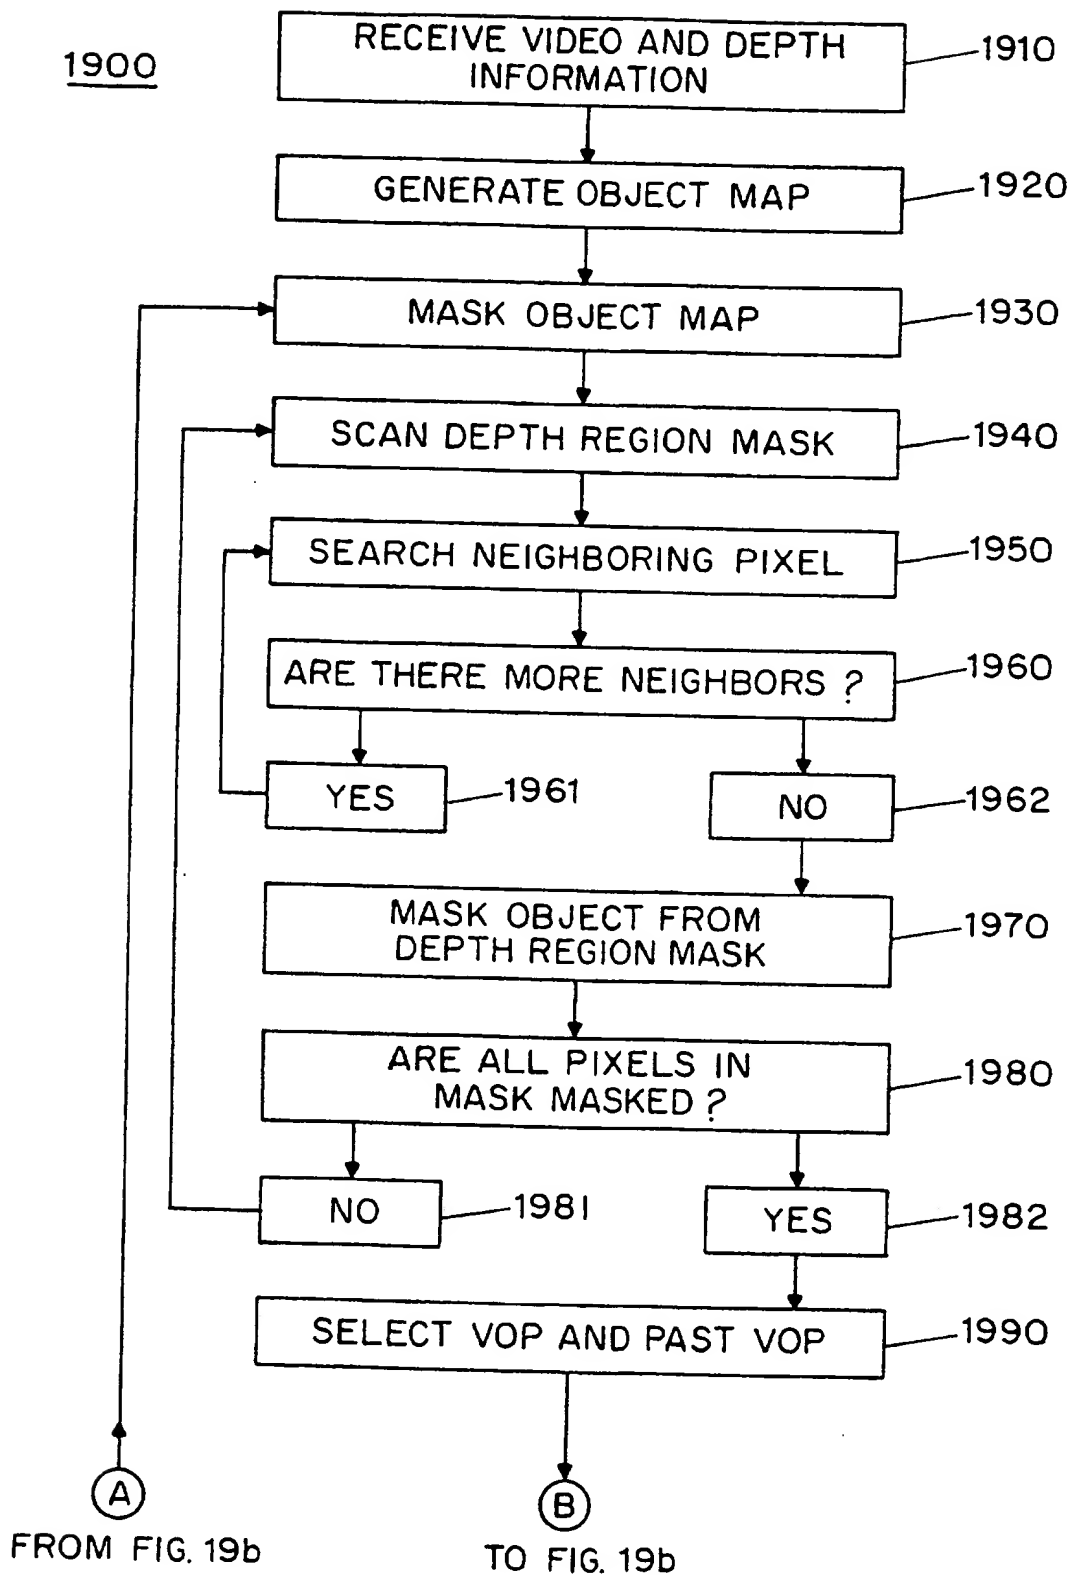 1900
RECEIVE VIDEO AND DEPTH
INFORMATION
1910
GENERATE OBJECT MAP
1920
MASK OBJECT MAP
1930
SCAN DEPTH REGION MASK
1940
SEARCH NEIGHBORING PIXEL
1950
ARE THERE MORE NEIGHBORS ?
1960
YES
1961
NO
1962
MASK OBJECT FROM
DEPTH REGION MASK
1970
ARE ALL PIXELS IN
MASK MASKED ?
1980
NO
1981
YES
1982
SELECT VOP AND PAST VOP
1990
A
FROM FIG. 19b
B
TO FIG. 19b